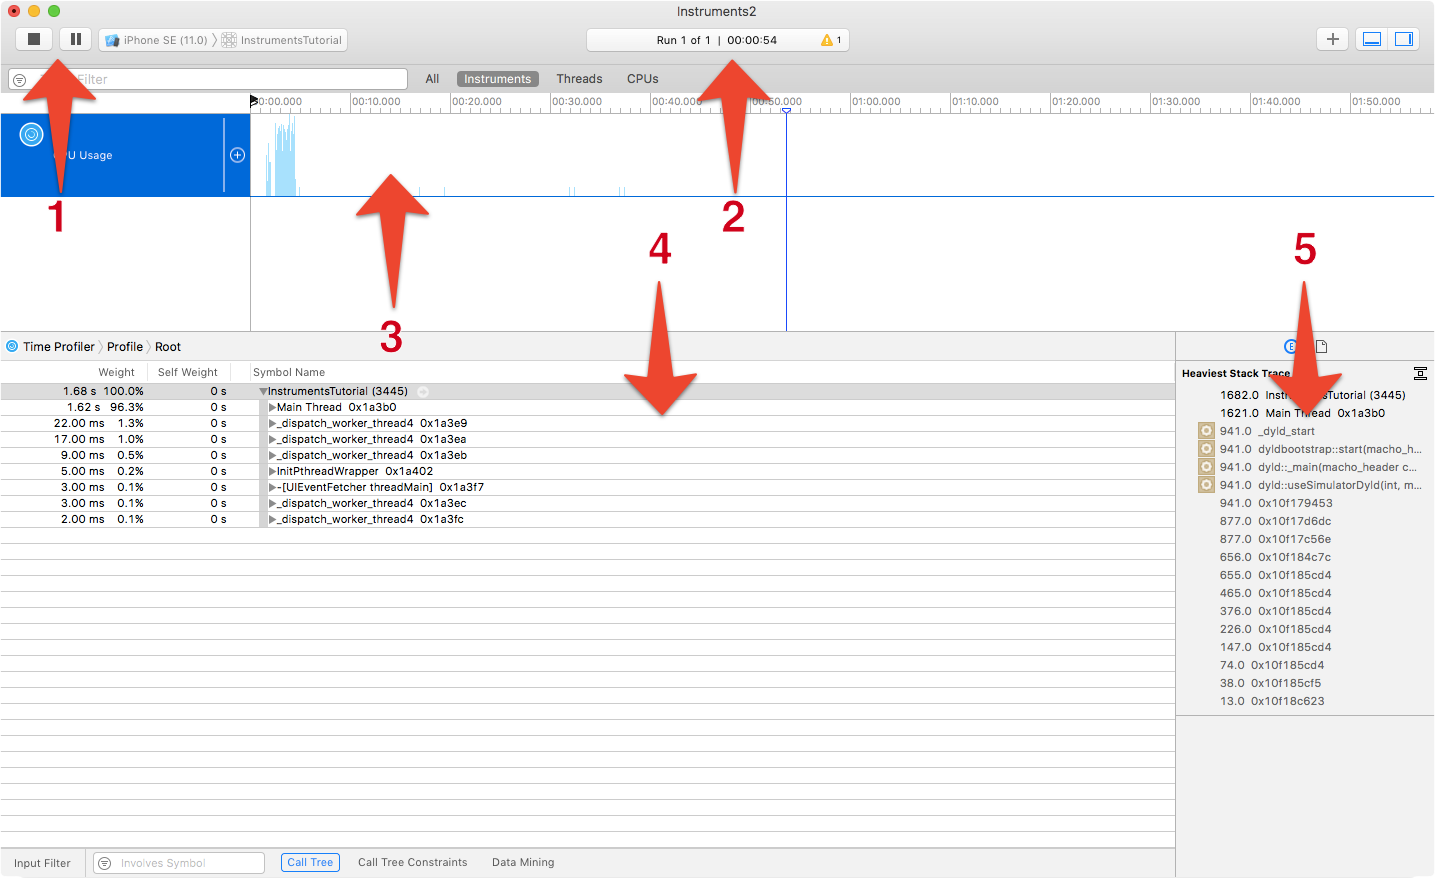 Instruments2
iPhone SE (11.0) InstrumentsTutorial
Run 1 of 1 | 00:00:54 1
Filter All Instruments Threads CPUs
00:00.000 00:10.000 00:20.000 00:30.000 00:40.000 00:50.000 01:00.000 01:10.000 01:20.000 01:30.000 01:40.000 01:50.000
CPU Usage
1
2
3
4
5
Time Profiler Profile Root
Weight Self Weight Symbol Name
1.68 s 100.0% 0 s InstrumentsTutorial (3445)
1.62 s 96.3% 0 s Main Thread 0x1a3b0
22.00 ms 1.3% 0 s _dispatch_worker_thread4 0x1a3e9
17.00 ms 1.0% 0 s _dispatch_worker_thread4 0x1a3ea
9.00 ms 0.5% 0 s _dispatch_worker_thread4 0x1a3eb
5.00 ms 0.2% 0 s InitPthreadWrapper 0x1a402
3.00 ms 0.1% 0 s -[UIEventFetcher threadMain] 0x1a3f7
3.00 ms 0.1% 0 s _dispatch_worker_thread4 0x1a3ec
2.00 ms 0.1% 0 s _dispatch_worker_thread4 0x1a3fc
E
Heaviest Stack Trace
1682.0 InstrumentsTutorial (3445)
1621.0 Main Thread 0x1a3b0
941.0 _dyld_start
941.0 dyldbootstrap::start(macho_h...
941.0 dyld::_main(macho_header c...
941.0 dyld::useSimulatorDyld(int, m...
941.0 0x10f179453
877.0 0x10f17d6dc
877.0 0x10f17c56e
656.0 0x10f184c7c
655.0 0x10f185cd4
465.0 0x10f185cd4
376.0 0x10f185cd4
226.0 0x10f185cd4
147.0 0x10f185cd4
74.0 0x10f185cd4
38.0 0x10f185cf5
13.0 0x10f18c623
Input Filter Involves Symbol Call Tree Call Tree Constraints Data Mining